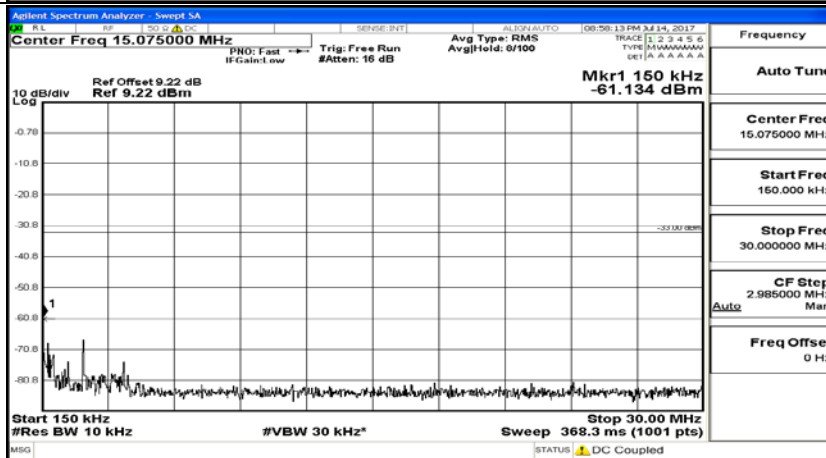 Agilent Spectrum Analyzer - Swept SA
RL RF 50 Ω DC SENSE:INT ALIGN AUTO 08:58:13 PM Jul 14, 2017
Center Freq 15.075000 MHz
PNO: Fast
IFGain:Low
Trig: Free Run
#Atten: 16 dB
Avg Type: RMS
Avg|Hold: 8/100
TRACE 1 2 3 4 5 6
TYPE MWWWWW
DET A A A A A A
Frequency
Auto Tune
Ref Offset 9.22 dB
Ref 9.22 dBm
10 dB/div
Log
Mkr1 150 kHz
-61.134 dBm
-0.78
-10.8
-20.8
-30.8
-40.8
-50.8
-60.8
-70.8
-80.8
-33.00 dBm
1
Center Freq
15.075000 MHz
Start Freq
150.000 kHz
Stop Freq
30.000000 MHz
CF Step
2.985000 MHz
Auto Man
Freq Offset
0 Hz
Start 150 kHz
Stop 30.00 MHz
#Res BW 10 kHz #VBW 30 kHz* Sweep 368.3 ms (1001 pts)
MSG STATUS DC Coupled